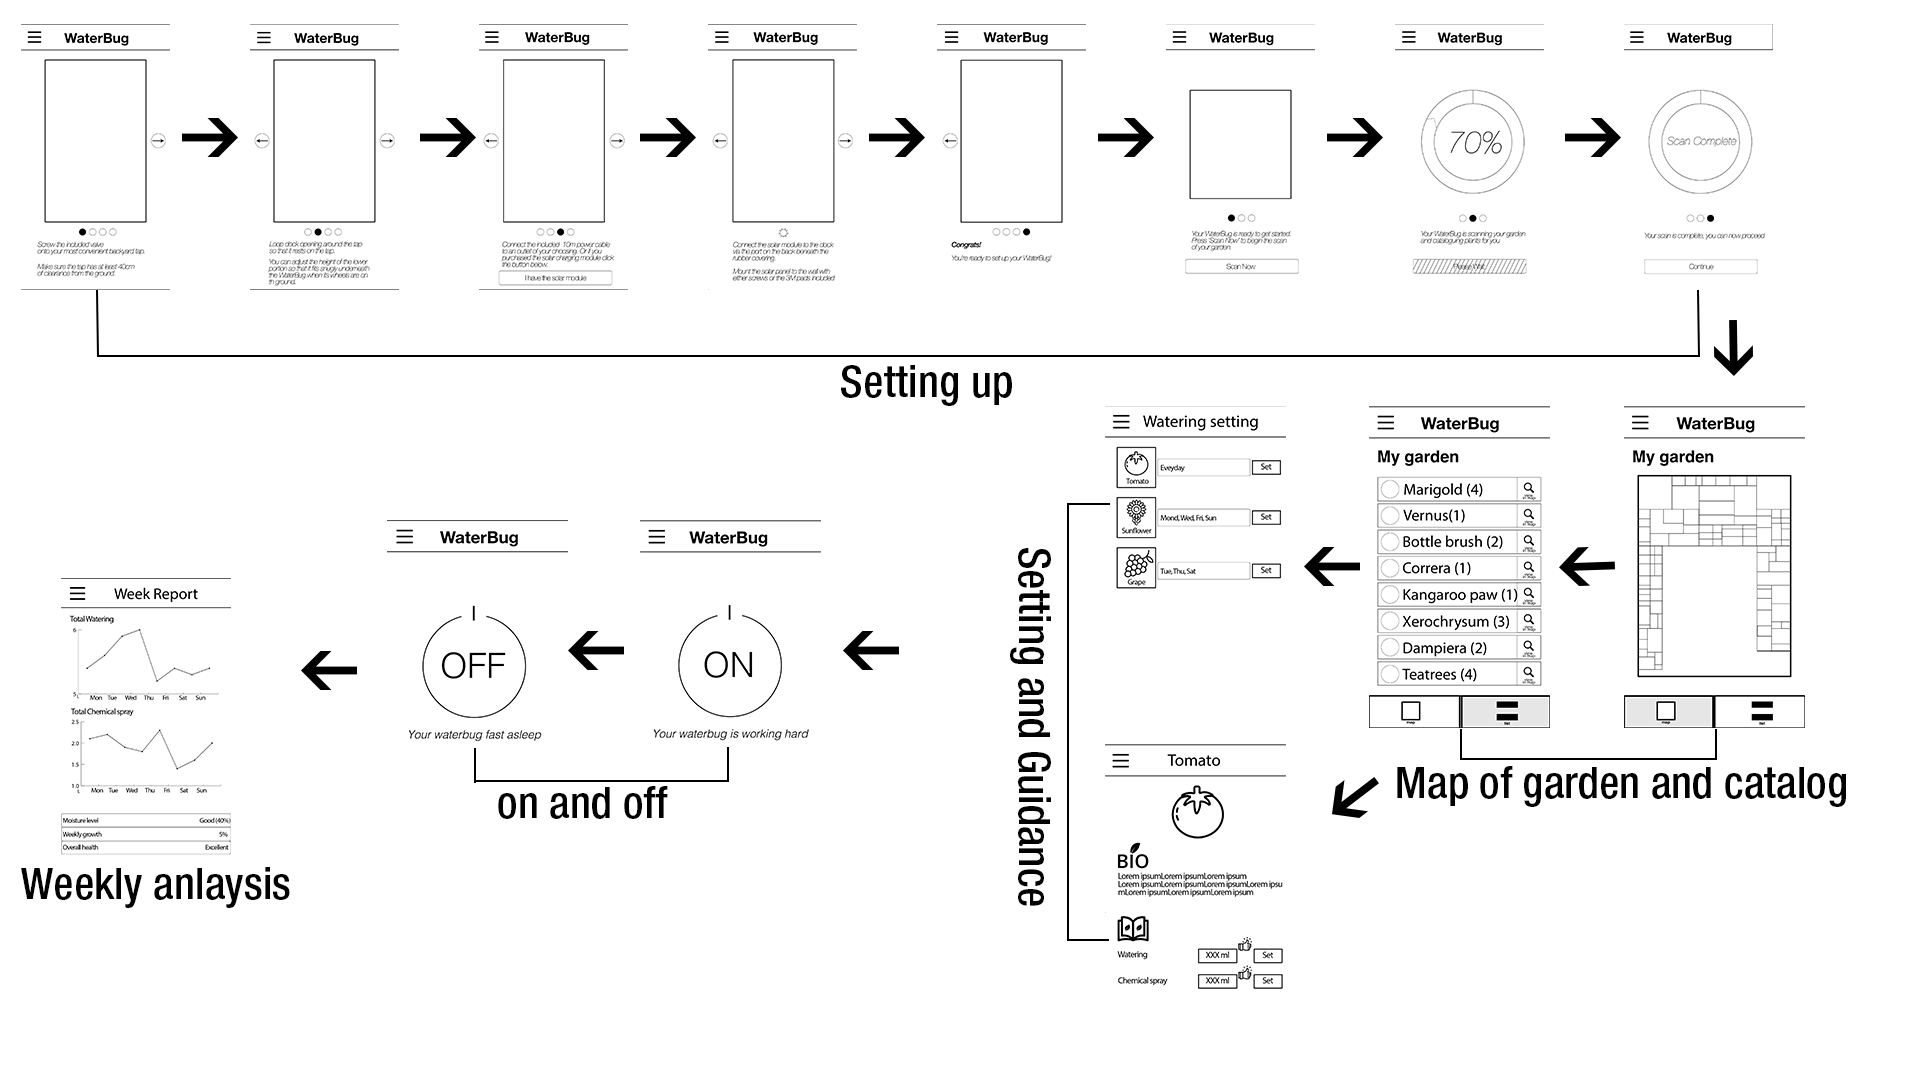 WaterBug
Screw the included valve
onto your most convenient backyard tap.
Make sure the tap has at least 40cm
of clearance from the ground.
WaterBug
Loop dock opening around the tap
so that it rests on the tap.
You can adjust the height of the lower
portion so that it fits snugly underneath
the WaterBug when its wheels are on
th ground.
WaterBug
Connect the included 10m power cable
to an outlet of your choosing. Or if you
purchased the solar charging module click
the button below.
I have the solar module
WaterBug
Connect the solar module to the dock
via the port on the back beneath the
rubber covering.
Mount the solar panel to the wall with
either screws or the 3M pads included
WaterBug
Congrats!
You're ready to set up your WaterBug!
WaterBug
Your WaterBug is ready to get started.
Press 'Scan Now' to begin the scan
of your garden.
Scan Now
WaterBug
70%
Your WaterBug is scanning your garden
and cataloguing plants for you
Please Wait
WaterBug
Scan Complete
Your scan is complete, you can now proceed
Continue
Setting up
WaterBug
My garden
map
list
WaterBug
My garden
Marigold (4)
Vernus(1)
Bottle brush (2)
Correra (1)
Kangaroo paw (1)
Xerochrysum (3)
Dampiera (2)
Teatrees (4)
map
list
Map of garden and catalog
Watering setting
Tomato
Eveyday
Set
Sunflower
Mond, Wed, Fri, Sun
Set
Grape
Tue, Thu, Sat
Set
Tomato
BIO
Lorem ipsumLorem ipsumLorem ipsum
Lorem ipsumLorem ipsumLorem ipsumLorem ipsu
mLorem ipsumLorem ipsumLorem ipsum
Watering
XXX ml
Set
Chemical spray
XXX ml
Set
Setting and Guidance
WaterBug
ON
Your waterbug is working hard
WaterBug
OFF
Your waterbug fast asleep
on and off
Week Report
Total Watering
6
5
Mon Tue Wed Thu Fri Sat Sun
Total Chemical spray
2.5
2.0
1.5
1.0
Mon Tue Wed Thu Fri Sat Sun
Moisture level Good (40%)
Weekly growth 5%
Overall health Excellent
Weekly anlaysis